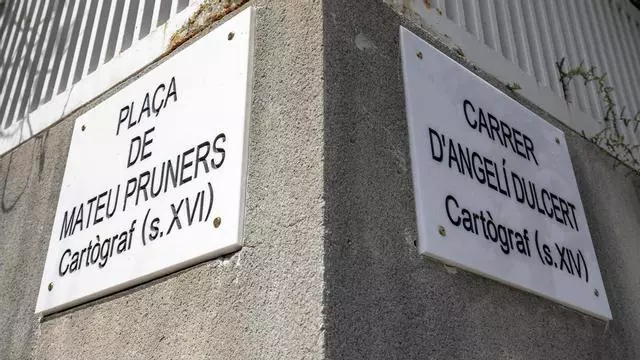 PLAÇA
DE
MATEU PRUNERS
Cartògraf (s. XVI)
CARRER
D'ANGELÍ DULCERT
Cartògraf (s. XIV)